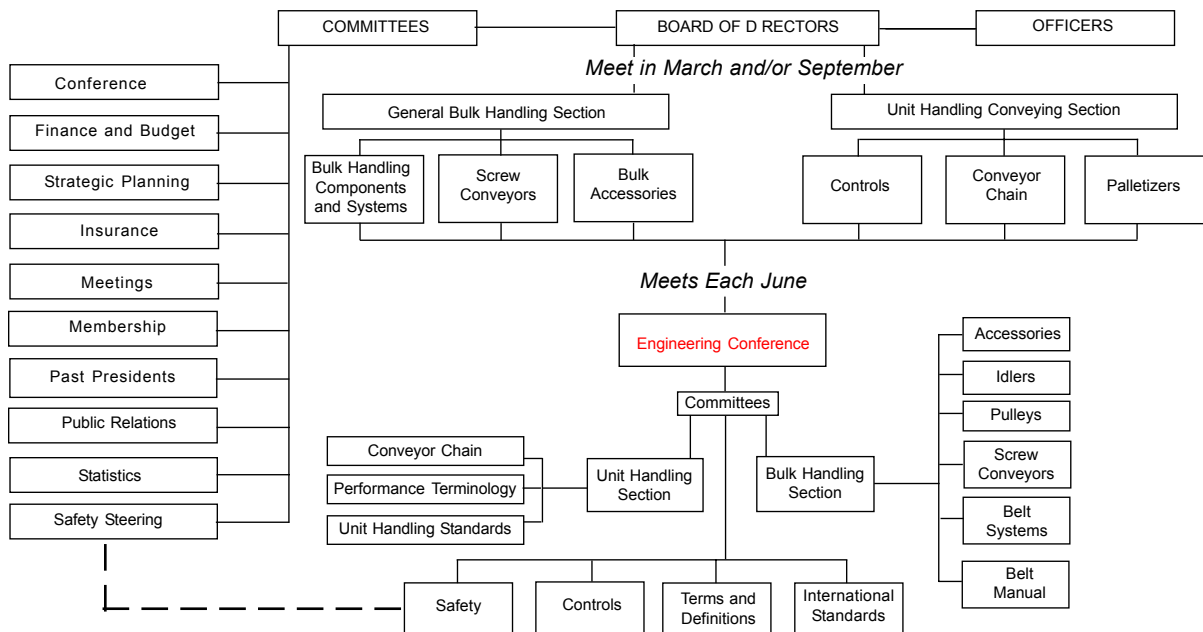 COMMITTEES
BOARD OF D RECTORS
OFFICERS
Meet in March and/or September
Conference
Finance and Budget
Strategic Planning
Insurance
Meetings
Membership
Past Presidents
Public Relations
Statistics
Safety Steering
General Bulk Handling Section
Unit Handling Conveying Section
Bulk Handling
Components
and Systems
Screw
Conveyors
Bulk
Accessories
Controls
Conveyor
Chain
Palletizers
Meets Each June
Engineering Conference
Committees
Conveyor Chain
Performance Terminology
Unit Handling Standards
Unit Handling
Section
Bulk Handling
Section
Accessories
Idlers
Pulleys
Screw
Conveyors
Belt
Systems
Belt
Manual
Safety
Controls
Terms and
Definitions
International
Standards